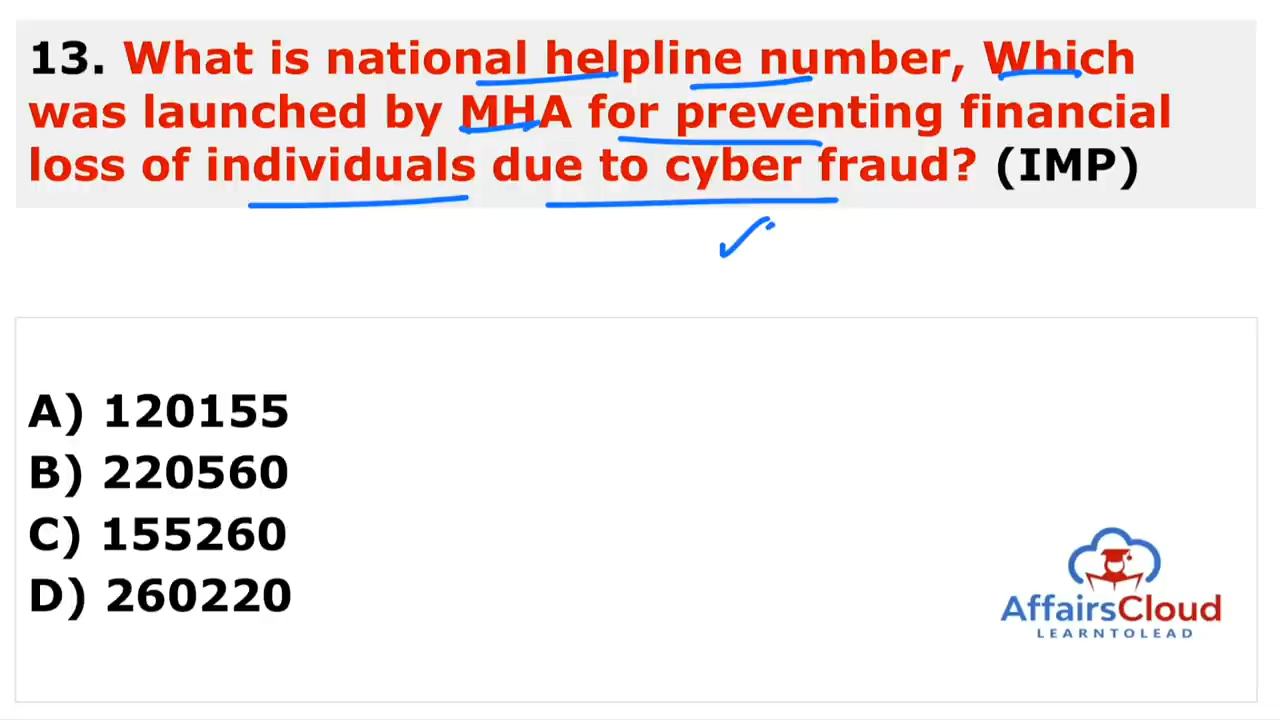 13. What is national helpline number, Which
was launched by MHA for preventing financial
loss of individuals due to cyber fraud? (IMP)
A) 120155
B) 220560
C) 155260
D) 260220
AffairsCloud
LEARNTOLEAD